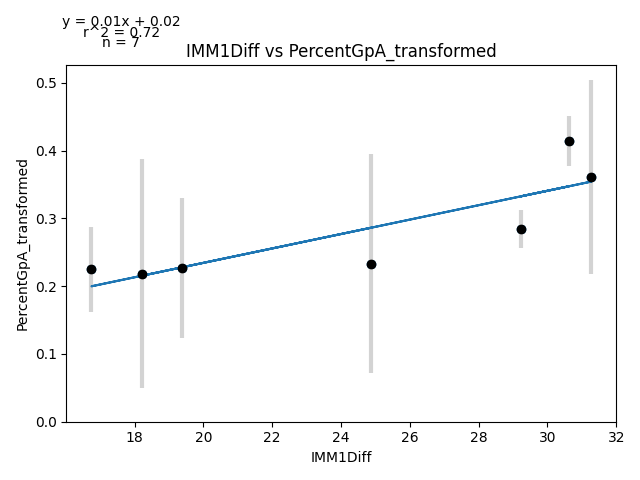 y = 0.01x + 0.02
r^2 = 0.72
n = 7
IMM1Diff vs PercentGpA_transformed
0.5
0.4
0.3
0.2
0.1
0.0
PercentGpA_transformed
18 20 22 24 26 28 30 32
IMM1Diff